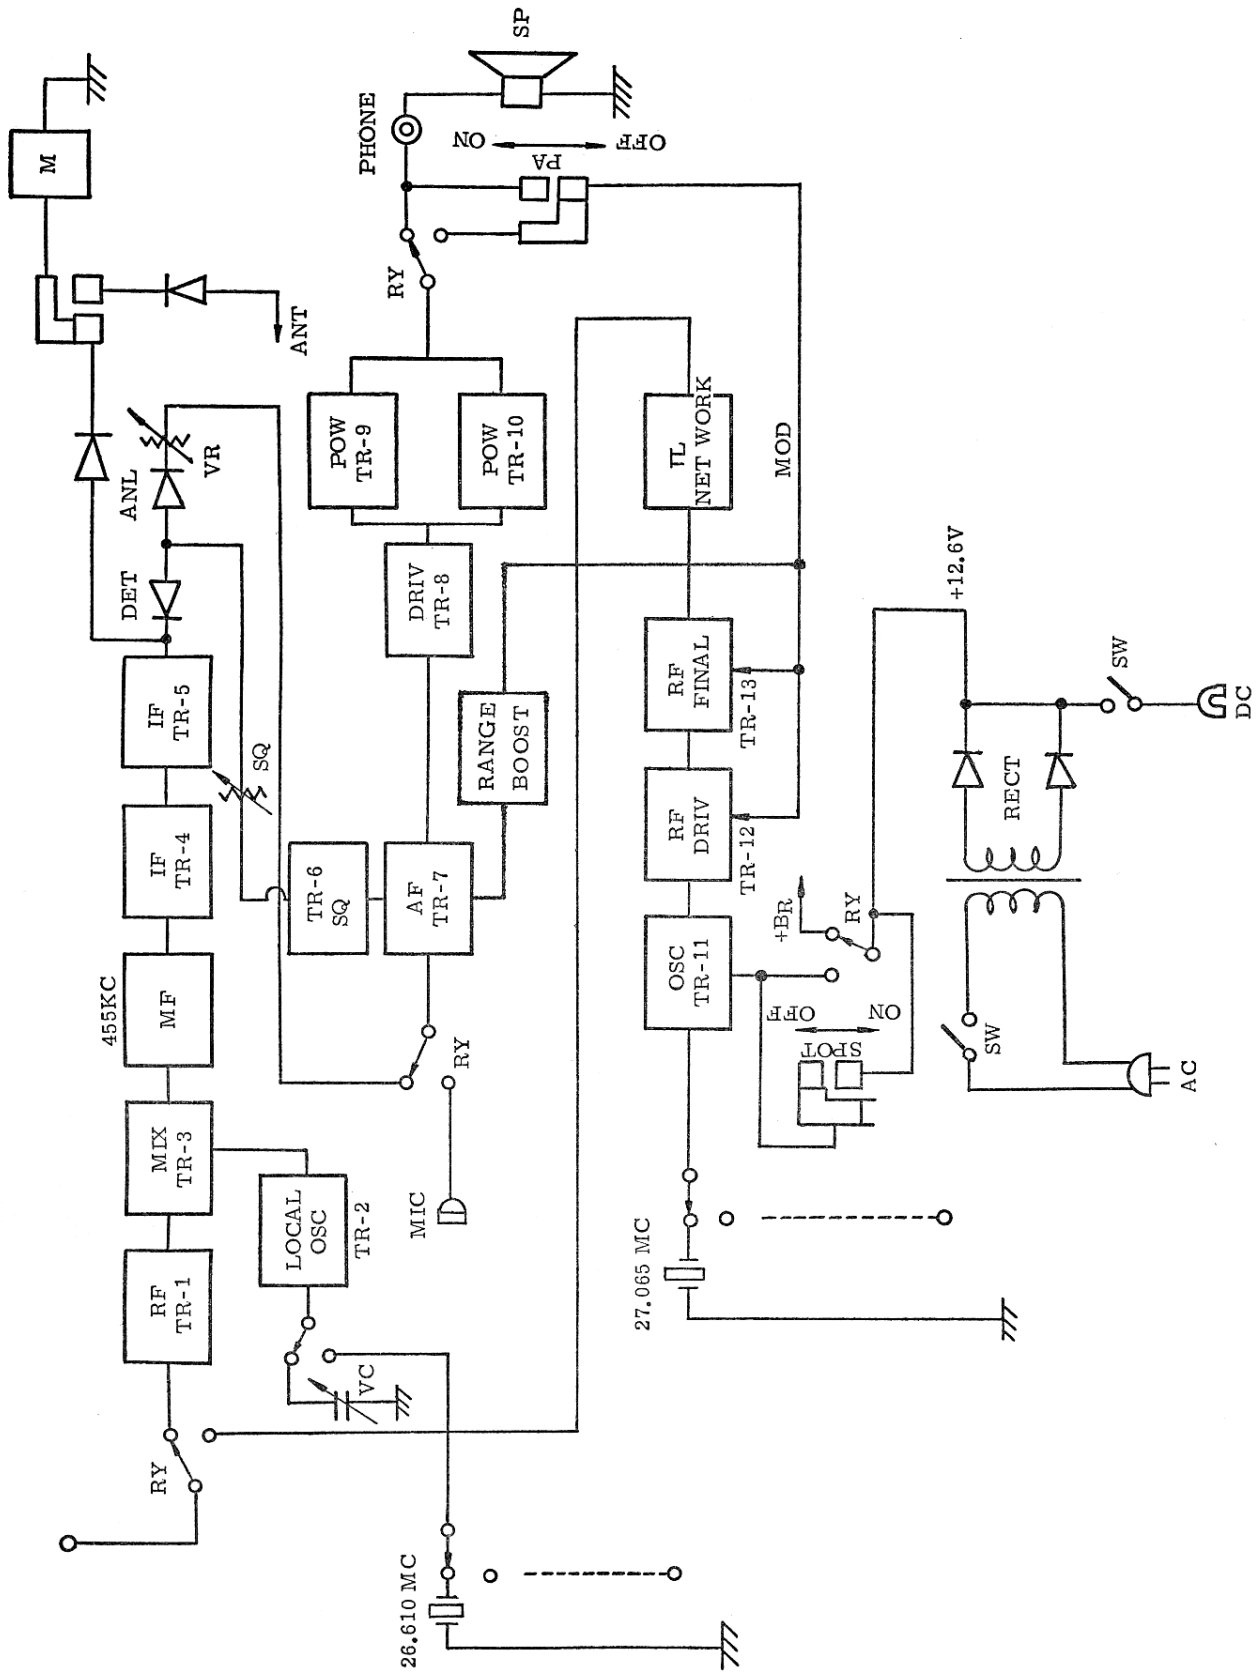 M
ANT
SP
PHONE
ON
OFF
PA
RY
ANL
VR
DET
POW
TR-9
POW
TR-10
DRIV
TR-8
IF
TR-5
SQ
IF
TR-4
TR-6
SQ
AF
TR-7
RANGE
BOOST
455KC
MF
MIX
TR-3
RF
TR-1
LOCAL
OSC
TR-2
VC
RY
RY
MIC
26.610 MC
NET WORK
MOD
RF
FINAL
TR-13
RF
DRIV
TR-12
OSC
TR-11
+BR
RY
OFF
ON
SPOT
27.065 MC
+12.6V
RECT
SW
DC
SW
AC